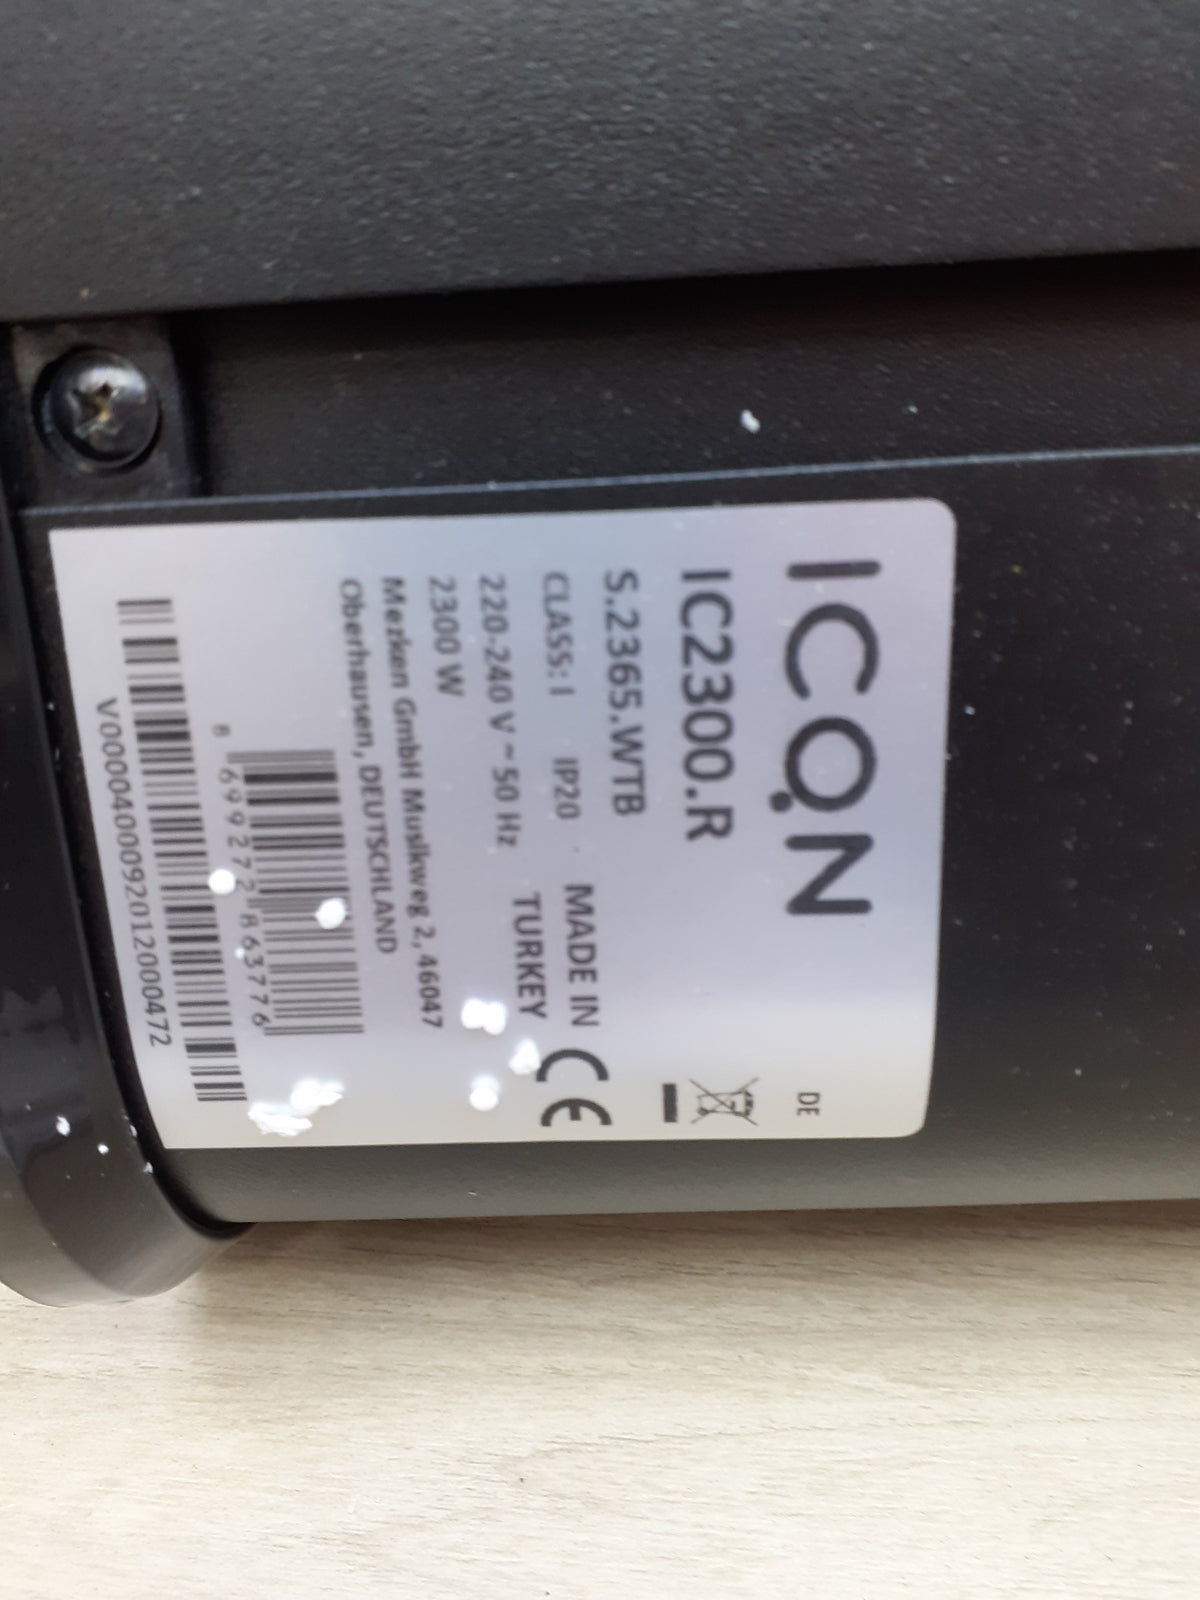 ICON
DE
IC2300.R
S.2365.WTB
CLASS: I IP20 MADE IN
TURKEY
220-240 V ~ 50 Hz
2300 W
CE
Mezken GmbH Musikweg 2, 46047
Oberhausen, DEUTSCHLAND
8 699272 863776
V0000400092012000472